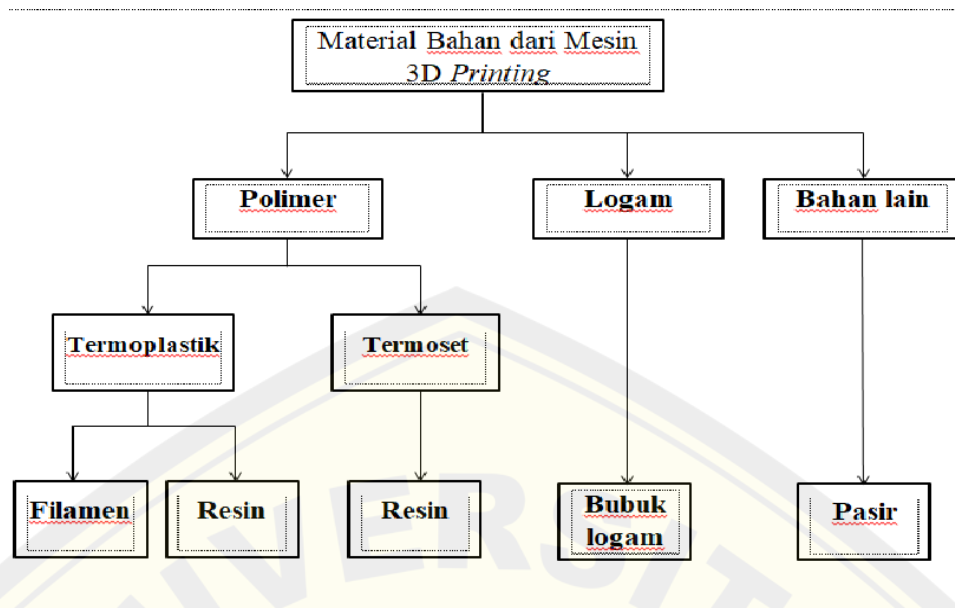 Material Bahan dari Mesin
3D Printing
Polimer
Logam
Bahan lain
Termoplastik
Termoset
Filamen
Resin
Resin
Bubuk
logam
Pasir